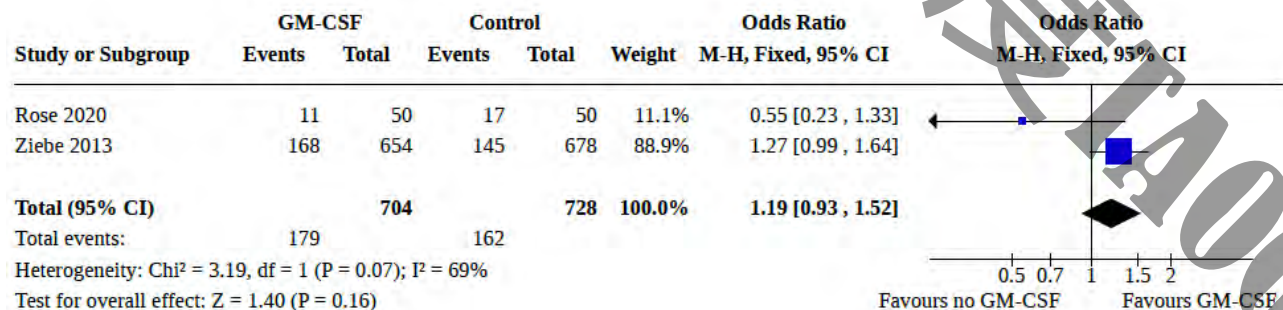 GM-CSF Control Odds Ratio Odds Ratio
Study or Subgroup Events Total Events Total Weight M-H, Fixed, 95% CI M-H, Fixed, 95% CI
Rose 2020 11 50 17 50 11.1% 0.55 [0.23 , 1.33]
Ziebe 2013 168 654 145 678 88.9% 1.27 [0.99 , 1.64]
Total (95% CI) 704 728 100.0% 1.19 [0.93 , 1.52]
Total events: 179 162
Heterogeneity: Chi² = 3.19, df = 1 (P = 0.07); I² = 69%
0.5 0.7 1 1.5 2
Test for overall effect: Z = 1.40 (P = 0.16) Favours no GM-CSF Favours GM-CSF